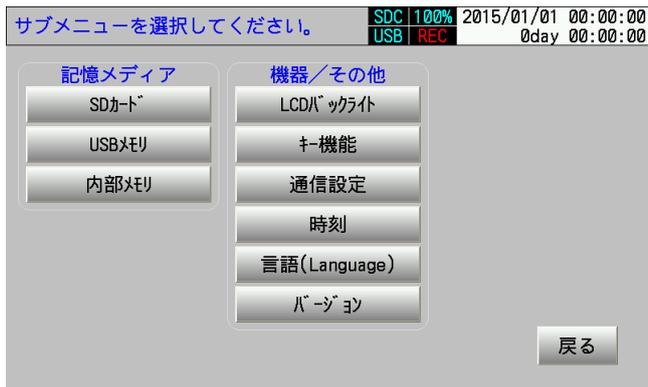 サブメニューを選択してください。
SDC 100% 2015/01/01 00:00:00
USB REC 0day 00:00:00
記憶メディア
SDｶｰﾄﾞ
USBﾒﾓﾘ
内部ﾒﾓﾘ
機器／その他
LCDﾊﾞｯｸﾗｲﾄ
ｷｰ機能
通信設定
時刻
言語(Language)
ﾊﾞｰｼﾞｮﾝ
戻る